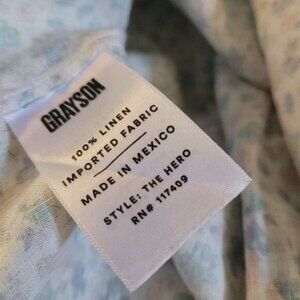 GRAYSON
100% LINEN
IMPORTED FABRIC
MADE IN MEXICO
STYLE: THE HERO
RN# 117409